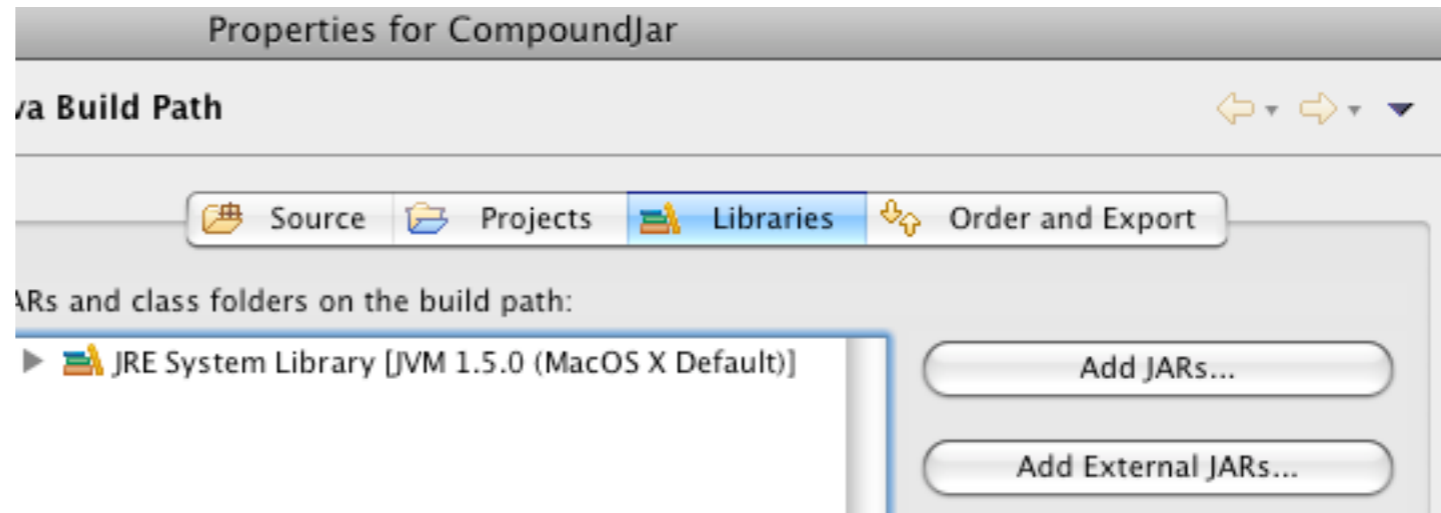 Properties for CompoundJar
va Build Path
Source Projects Libraries Order and Export
ARs and class folders on the build path:
JRE System Library [JVM 1.5.0 (MacOS X Default)]
Add JARs...
Add External JARs...